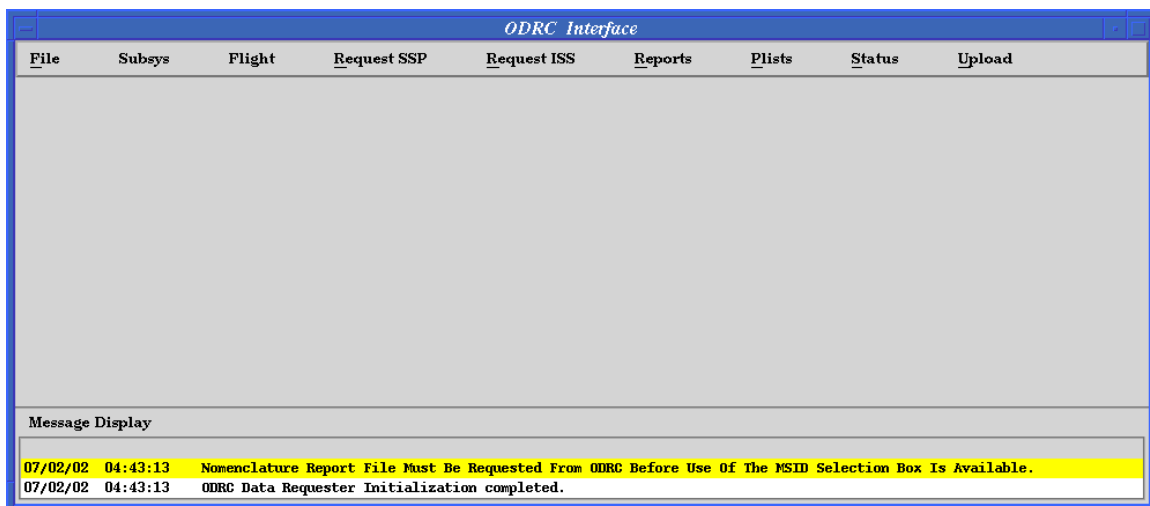 ODRC Interface
File Subsys Flight Request SSP Request ISS Reports Plists Status Upload
Message Display
07/02/02 04:43:13 Nomenclature Report File Must Be Requested From ODRC Before Use Of The MSID Selection Box Is Available.
07/02/02 04:43:13 ODRC Data Requester Initialization completed.